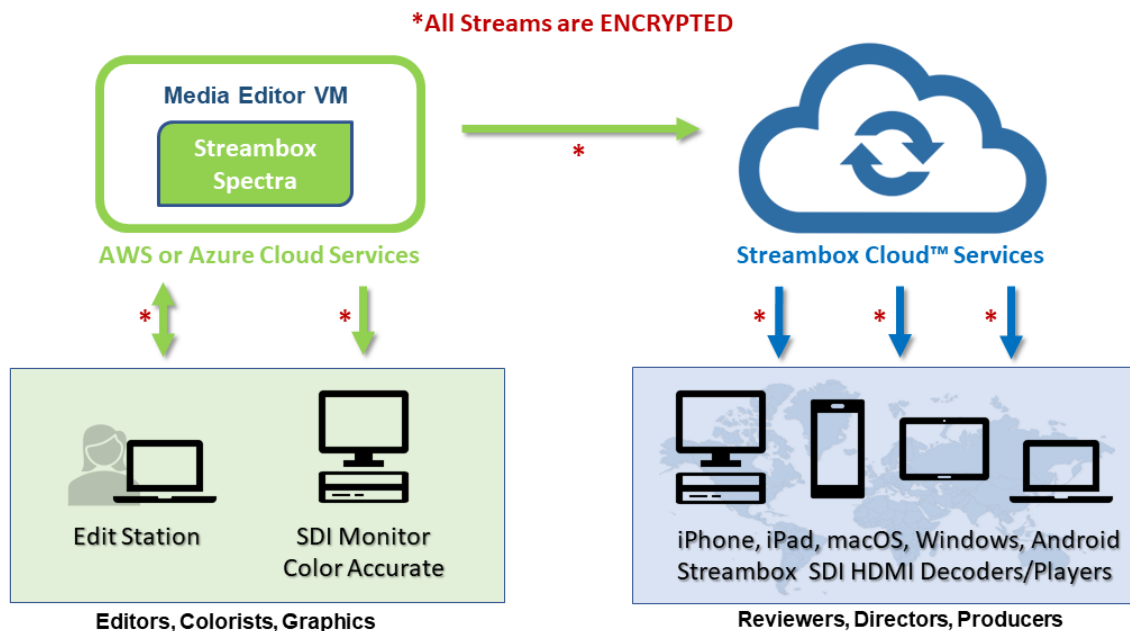 *All Streams are ENCRYPTED
Media Editor VM
Streambox
Spectra
*
AWS or Azure Cloud Services
Streambox Cloud™ Services
*
*
*
*
*
Edit Station
SDI Monitor
Color Accurate
iPhone, iPad, macOS, Windows, Android
Streambox SDI HDMI Decoders/Players
Editors, Colorists, Graphics
Reviewers, Directors, Producers